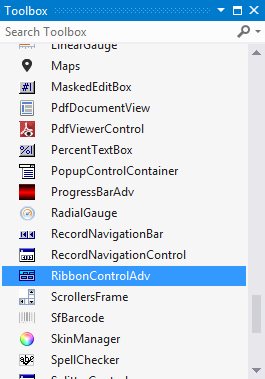 Toolbox
Search Toolbox
LinearGauge
Maps
MaskedEditBox
PdfDocumentView
PdfViewerControl
PercentTextBox
PopupControlContainer
ProgressBarAdv
RadialGauge
RecordNavigationBar
RecordNavigationControl
RibbonControlAdv
ScrollersFrame
SfBarcode
SkinManager
SpellChecker